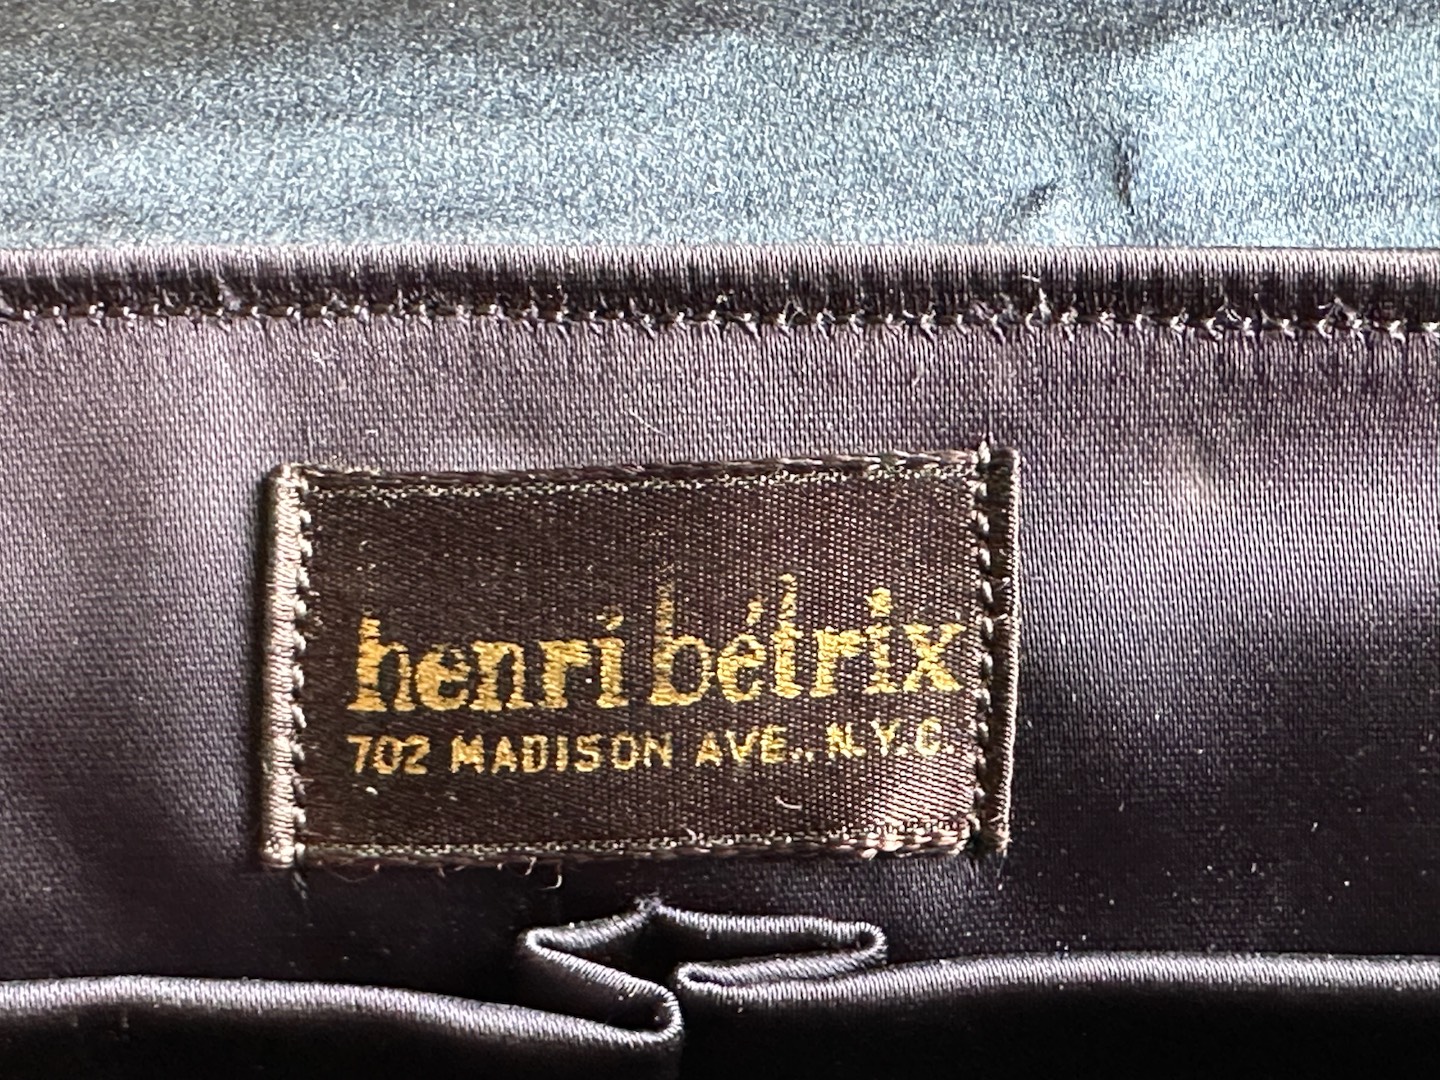 henri bétrix
702 MADISON AVE., N.Y.C.